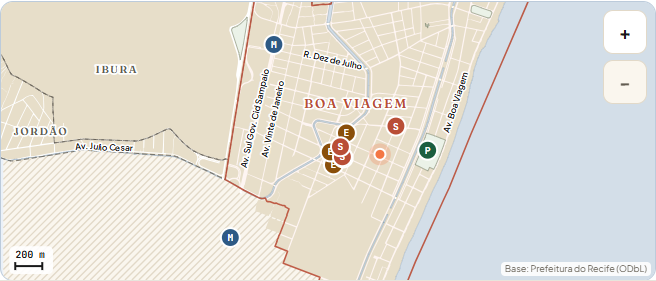 M
+
R. Dez de Julho
−
IBURA
Av. Sul Gov. Cid Sampaio
Av. Vinte de Janeiro
Av. Boa Viagem
BOA VIAGEM
S
JORDÃO
E
Av. Julio Cesar
S
P
E
S
E
M
200 m
Base: Prefeitura do Recife (ODbL)